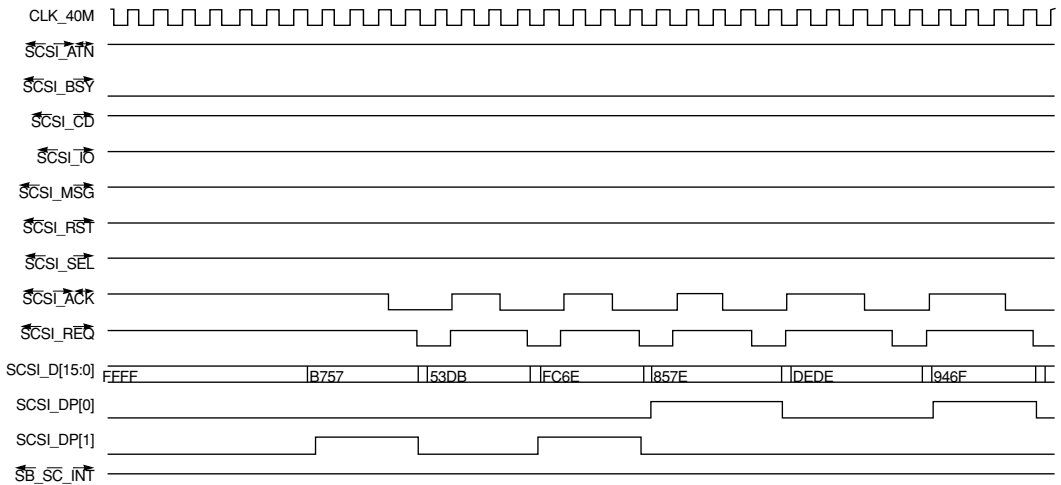 CLK_40M
SCSI_ATN
SCSI_BSY
SCSI_CD
SCSI_IO
SCSI_MSG
SCSI_RST
SCSI_SEL
SCSI_ACK
SCSI_REQ
SCSI_D[15:0] FFFF B757 53DB FC6E 857E DEDE 946F
SCSI_DP[0]
SCSI_DP[1]
SB_SC_INT